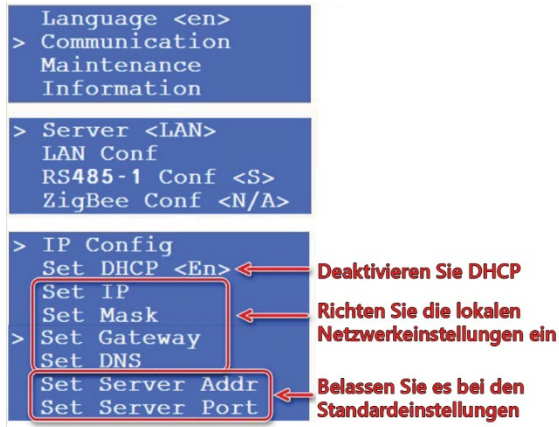 Language <en>
> Communication
Maintenance
Information
> Server <LAN>
LAN Conf
RS485-1 Conf <S>
ZigBee Conf <N/A>
> IP Config
Set DHCP <En>
Deaktivieren Sie DHCP
Set IP
Set Mask
> Set Gateway
Set DNS
Richten Sie die lokalen
Netzwerkeinstellungen ein
Set Server Addr
Set Server Port
Belassen Sie es bei den
Standardeinstellungen